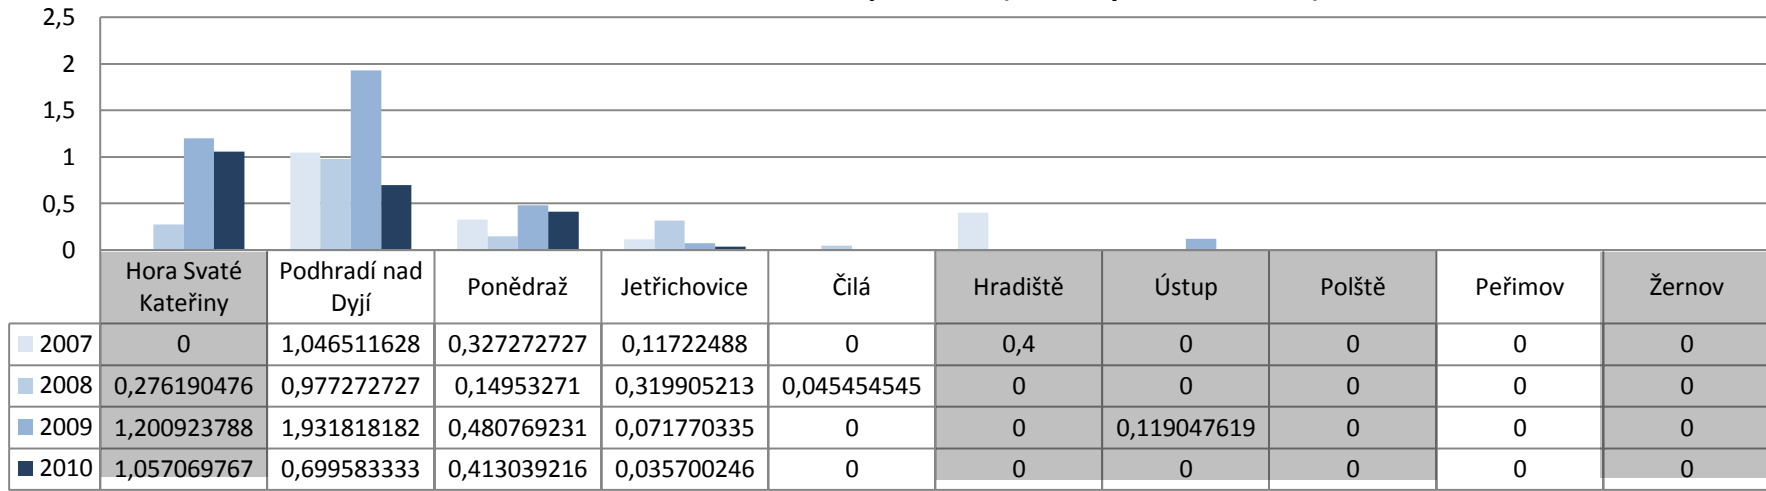 2,5
2
1,5
1
0,5
0
Hora Svaté Kateřiny Podhradí nad Dyjí Ponědraž Jetřichovice Čilá Hradiště Ústup Polště Peřimov Žernov
2007 0 1,046511628 0,327272727 0,11722488 0 0,4 0 0 0 0
2008 0,276190476 0,977272727 0,14953271 0,319905213 0,045454545 0 0 0 0 0
2009 1,200923788 1,931818182 0,480769231 0,071770335 0 0 0,119047619 0 0 0
2010 1,057069767 0,699583333 0,413039216 0,035700246 0 0 0 0 0 0